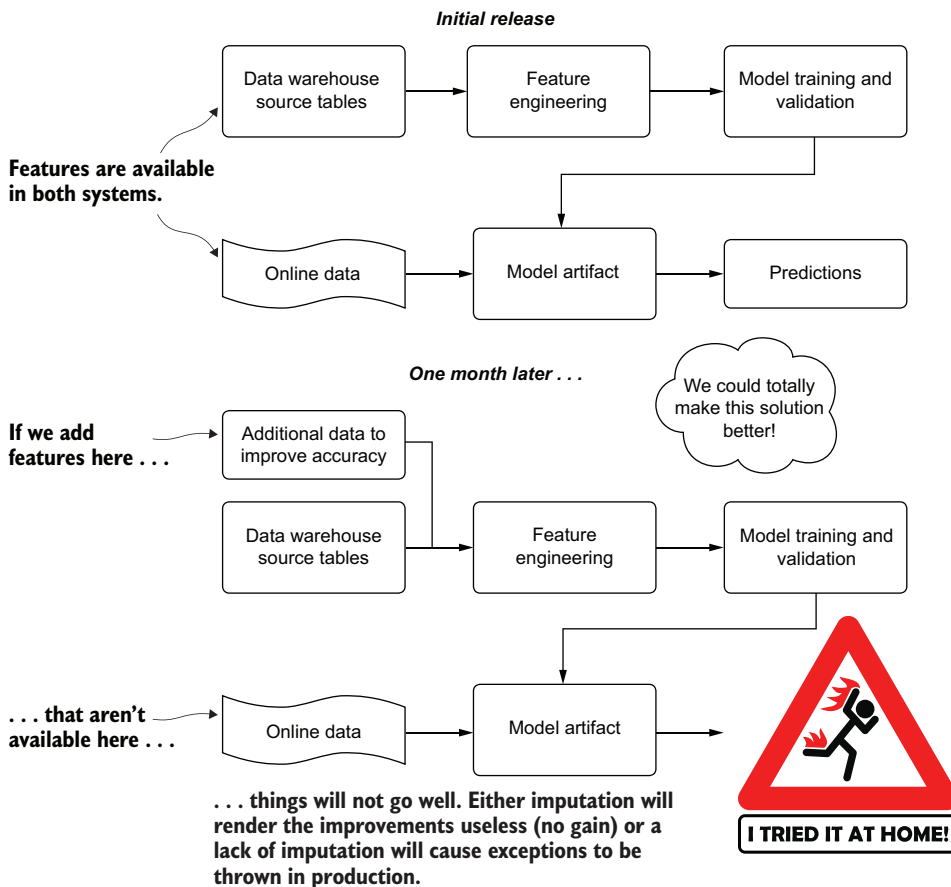 Initial release
Data warehouse
source tables
Feature
engineering
Model training and
validation
Features are available
in both systems.
Online data
Model artifact
Predictions
One month later . . .
We could totally
make this solution
better!
If we add
features here . . .
Additional data to
improve accuracy
Data warehouse
source tables
Feature
engineering
Model training and
validation
. . . that aren’t
available here . . .
Online data
Model artifact
I TRIED IT AT HOME!
. . . things will not go well. Either imputation will
render the improvements useless (no gain) or a
lack of imputation will cause exceptions to be
thrown in production.